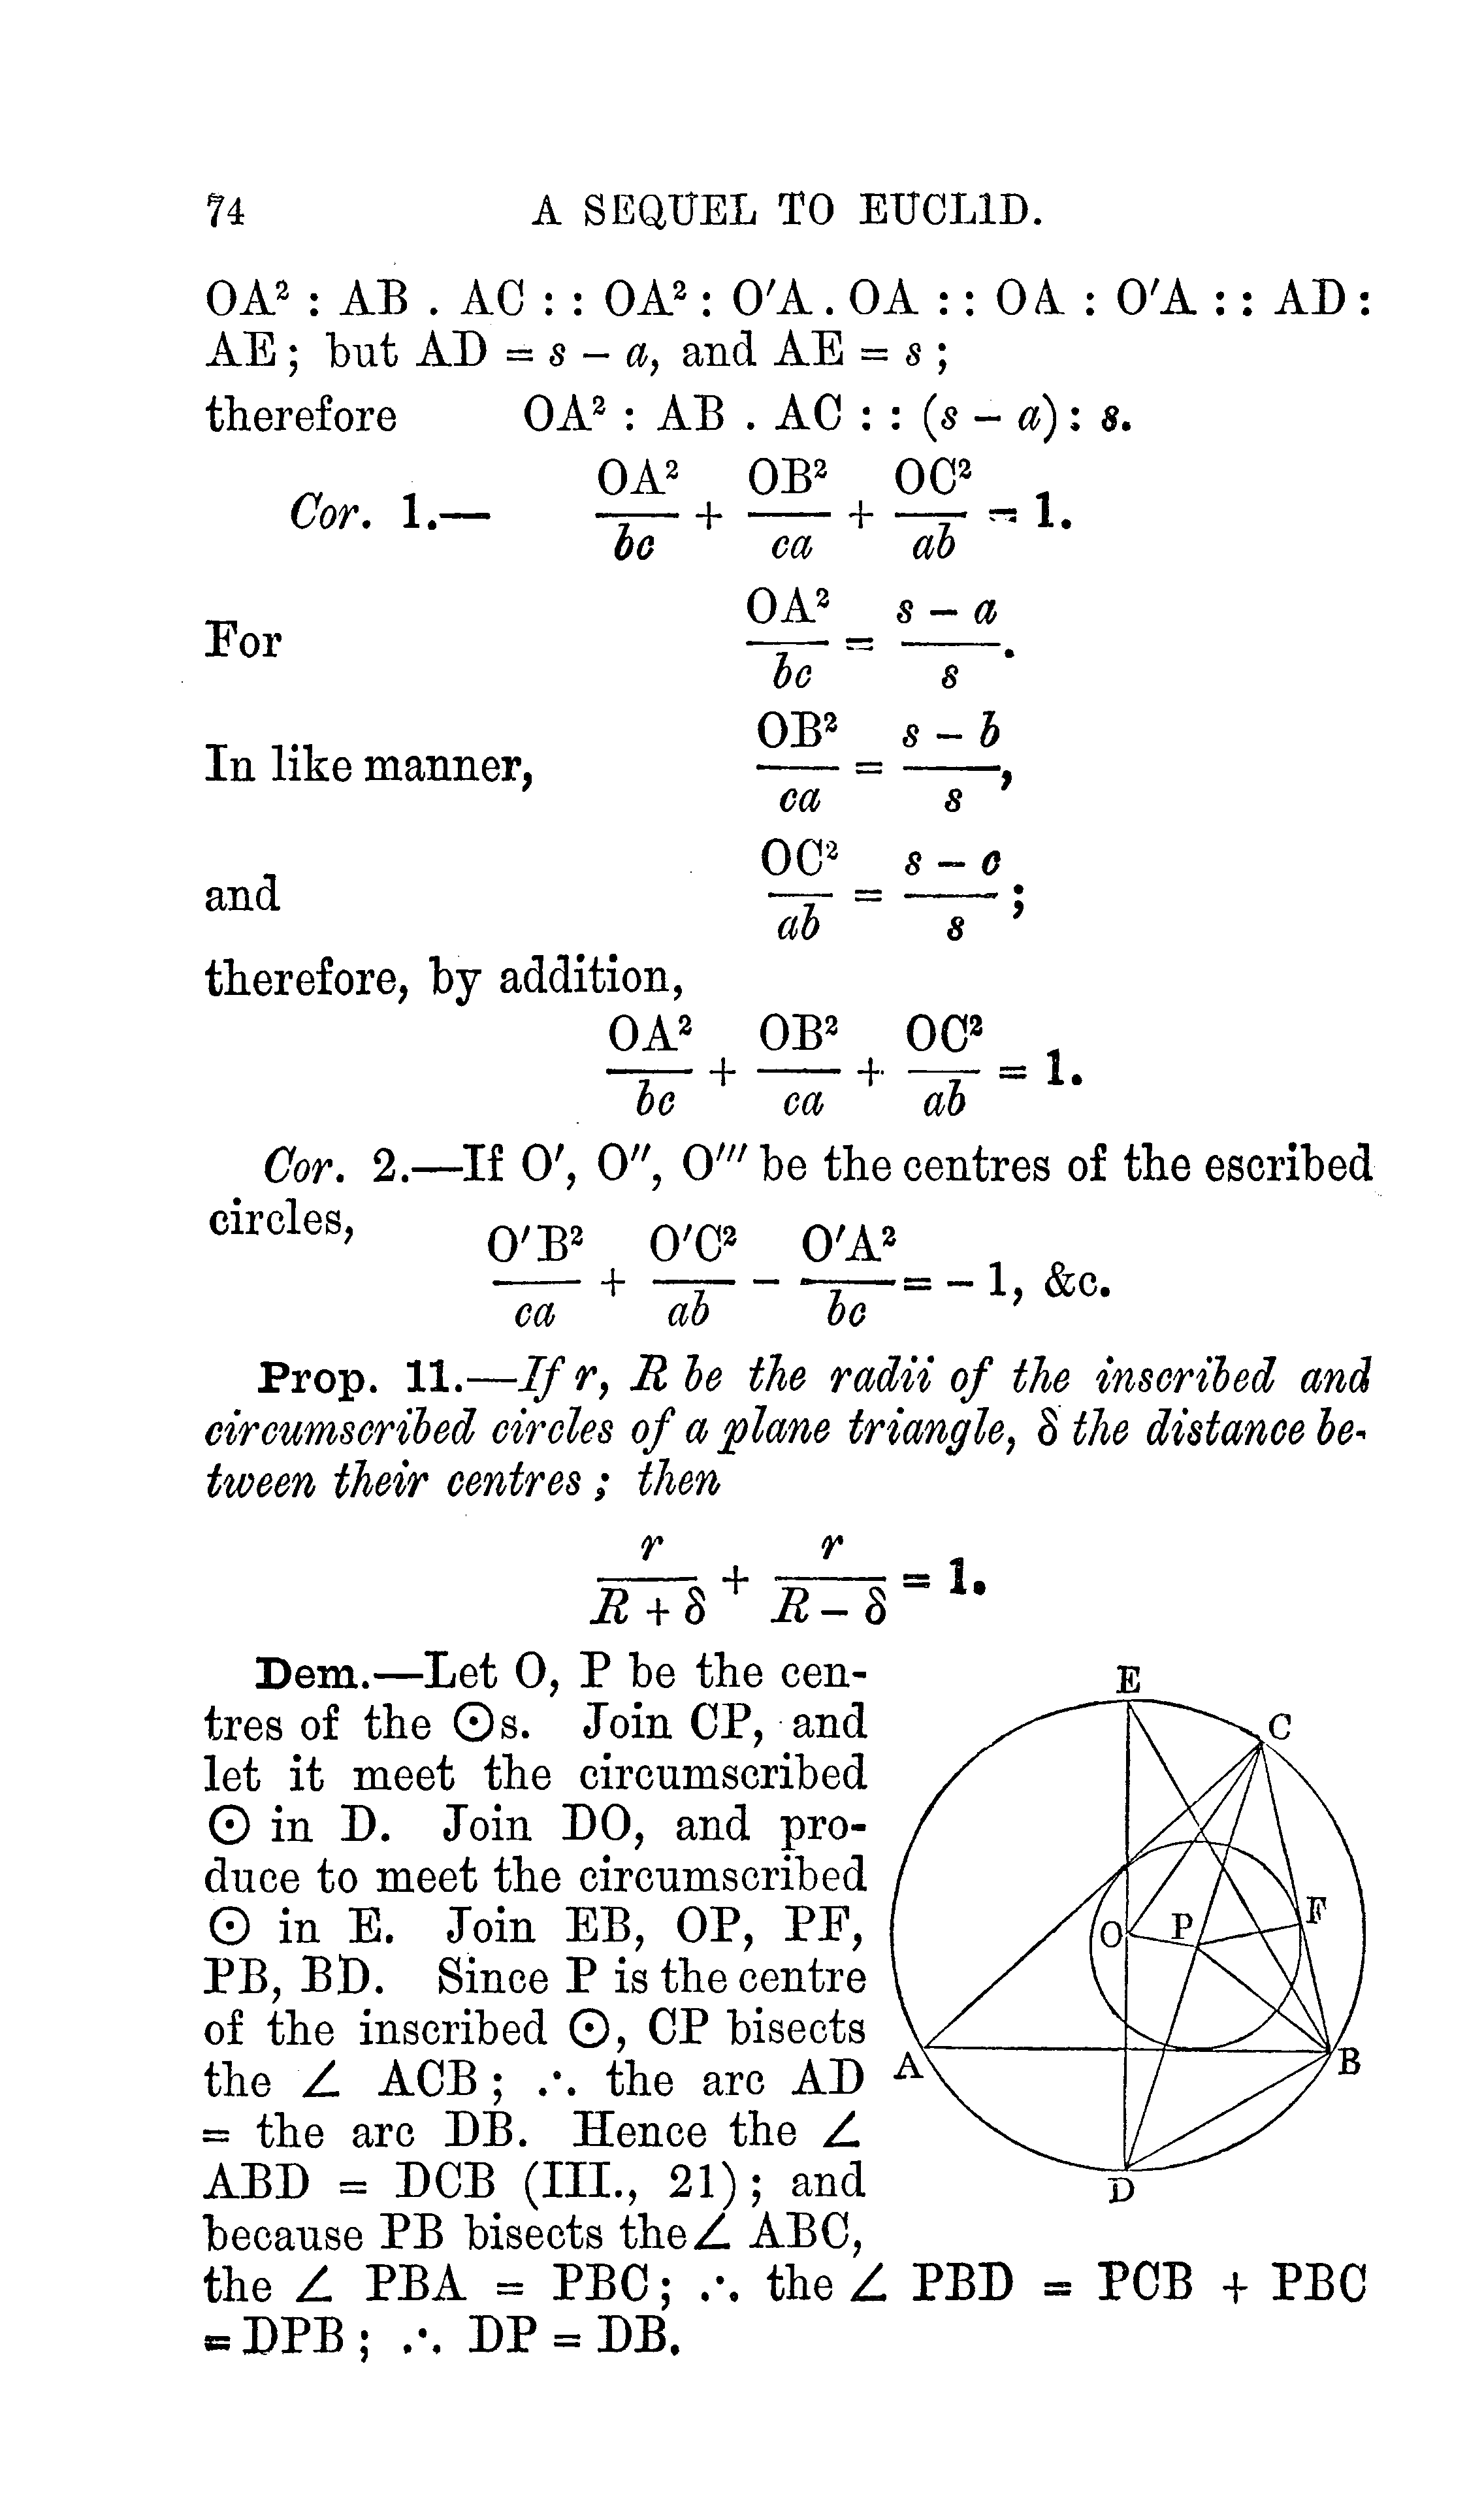 74 A SEQUEL TO EUCLID.
OA² : AB . AC : : OA² : O′A . OA : : OA : O′A : : AD :
AE ; but AD = s − a, and AE = s ;
therefore OA² : AB . AC : : (s − a) : s.
Cor. 1.— OA²/bc + OB²/ca + OC²/ab = 1.
For OA²/bc = (s − a)/s.
In like manner, OB²/ca = (s − b)/s,
and OC²/ab = (s − c)/s ;
therefore, by addition,
OA²/bc + OB²/ca + OC²/ab = 1.
Cor. 2.—If O′, O″, O‴ be the centres of the escribed
circles,
O′B²/ca + O′C²/ab − O′A²/bc = − 1, &c.
Prop. 11.—If r, R be the radii of the inscribed and
circumscribed circles of a plane triangle, δ the distance be-
tween their centres ; then
r/(R + δ) + r/(R − δ) = 1.
Dem.—Let O, P be the cen-
tres of the ⊙s. Join CP, and
let it meet the circumscribed
⊙ in D. Join DO, and pro-
duce to meet the circumscribed
⊙ in E. Join EB, OP, PF,
PB, BD. Since P is the centre
of the inscribed ⊙, CP bisects
the ∠ ACB ; ∴ the arc AD
= the arc DB. Hence the ∠
ABD = DCB (III., 21) ; and
because PB bisects the ∠ ABC,
the ∠ PBA = PBC ; ∴ the ∠ PBD = PCB + PBC
= DPB ; ∴ DP = DB.
E
C
F
O P
A
B
D